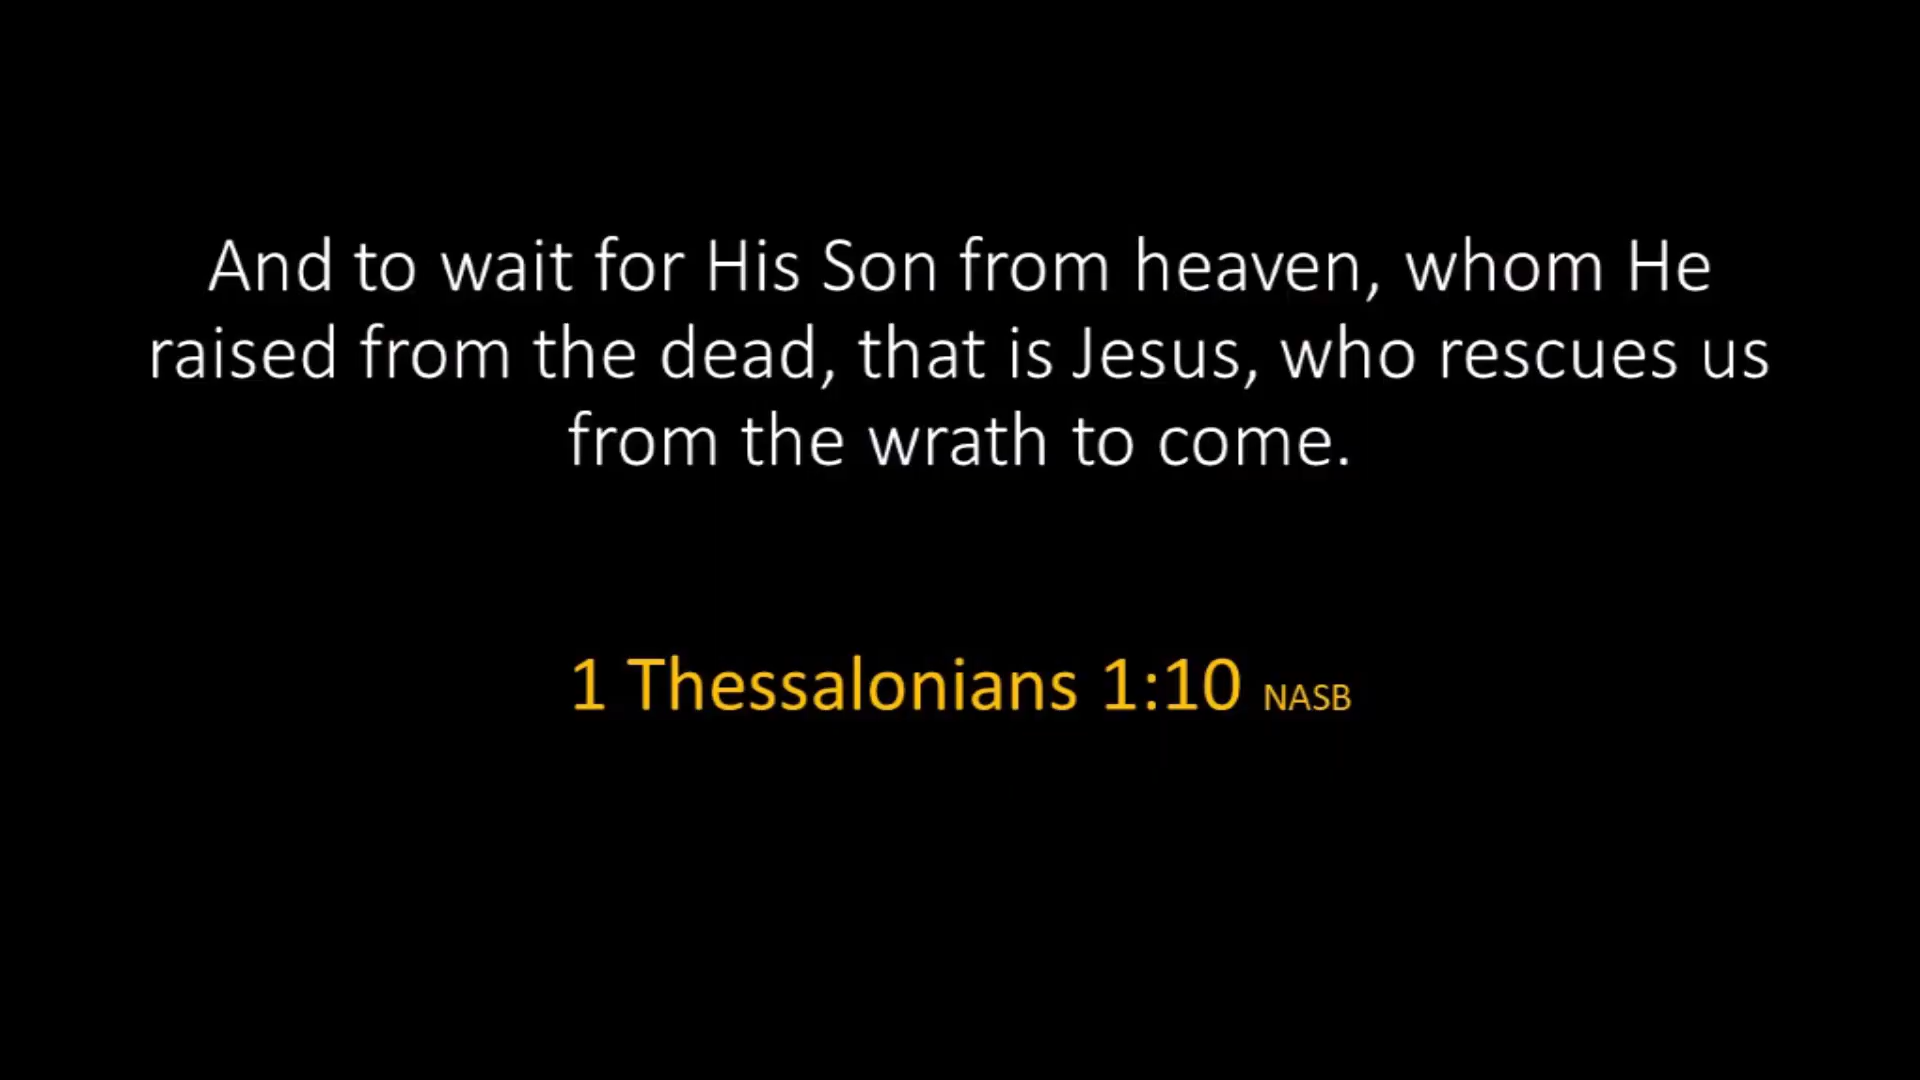 And to wait for His Son from heaven, whom He
raised from the dead, that is Jesus, who rescues us
from the wrath to come.
1 Thessalonians 1:10 NASB